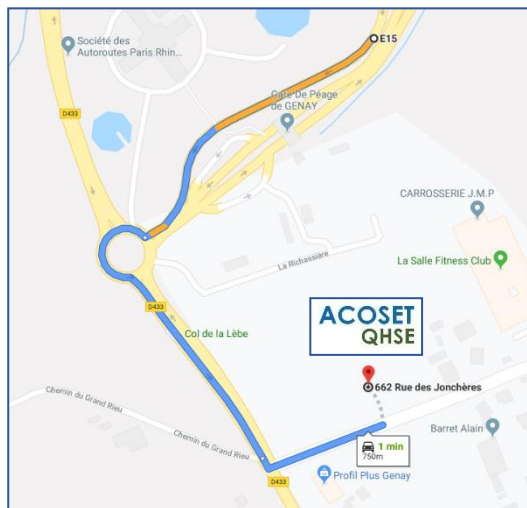 E15
Société des
Autoroutes Paris Rhin...
Gare De Péage
de GENAY
D433
CARROSSERIE J.M.P
La Salle Fitness Club
La Richassière
D433
Col de la Lèbe
ACOSET
QHSE
662 Rue des Jonchères
Chemin du Grand Rieu
Chemin du Grand Rieu
Barret Alain
1 min
750m
Profil Plus Genay
D433